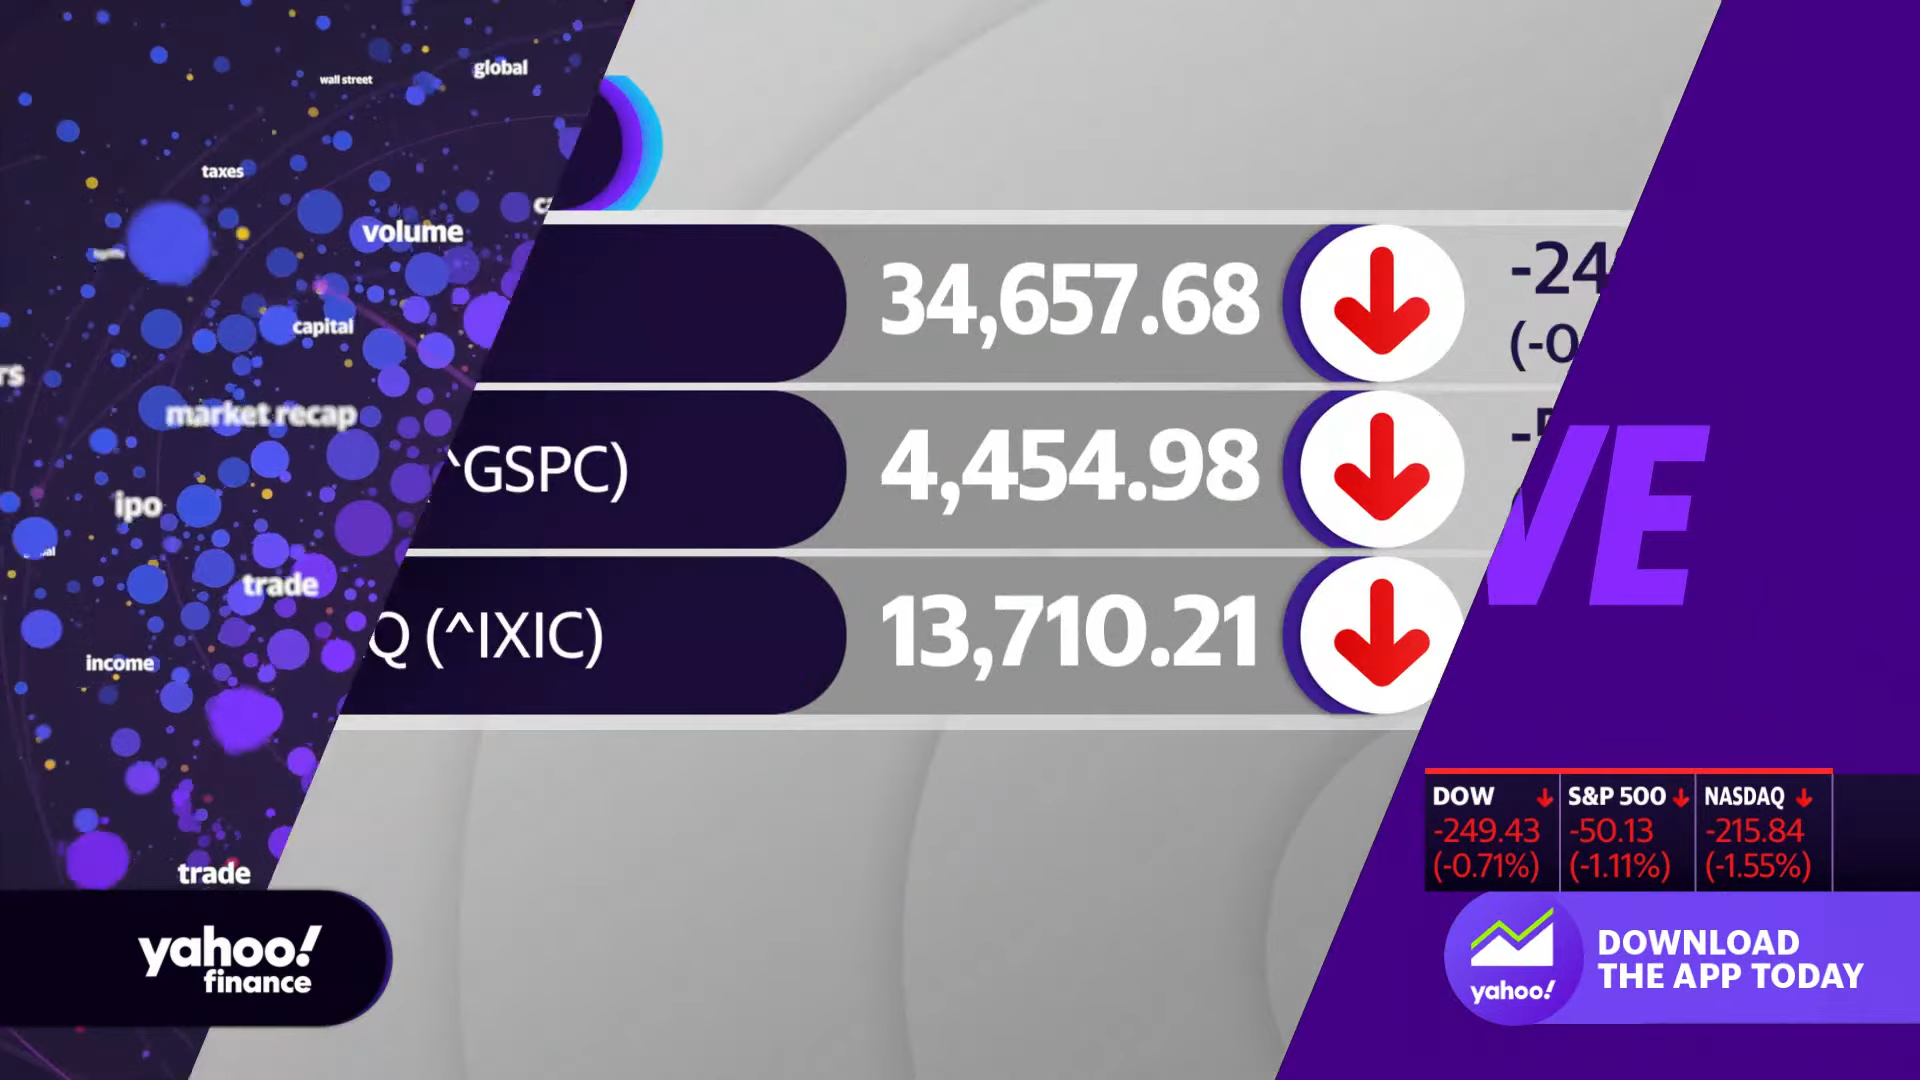 global
wall street
taxes
volume
capital
rs
market recap
ipo
trade
income
trade
34,657.68
-24
(-0
^GSPC)
4,454.98
Q (^IXIC)
13,710.21
VE
DOW S&P 500 NASDAQ
-249.43 -50.13 -215.84
(-0.71%) (-1.11%) (-1.55%)
yahoo!
finance
yahoo!
DOWNLOAD
THE APP TODAY